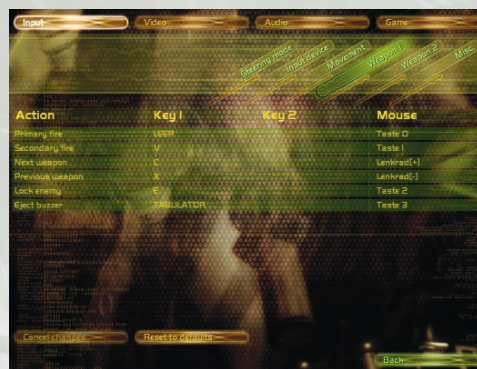 Input Video Audio Game
Steering mode Input device Movement Weapon 1 Weapon 2 Misc.
Action Key 1 Key 2 Mouse
Primary fire LEER Taste 0
Secondary fire V Taste 1
Next weapon C Lenkrad(+)
Previous weapon X Lenkrad(-)
Lock enemy E Taste 2
Eject buzzer TABULATOR Taste 3
Cancel changes Reset to defaults
Back